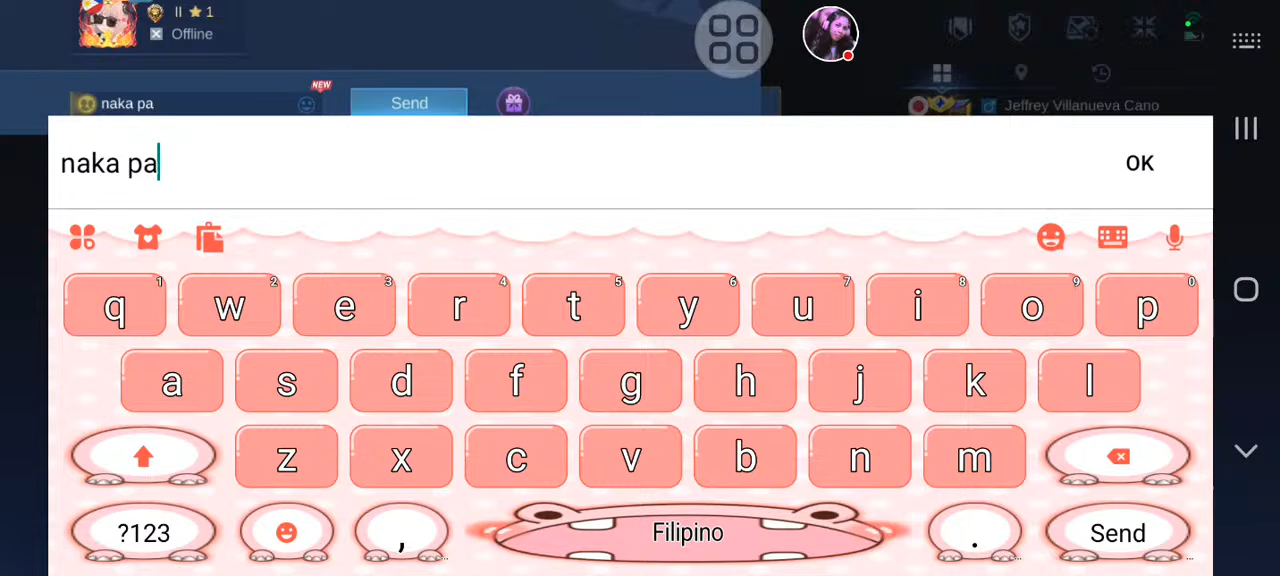 II ★ 1
Offline
NEW
naka pa
Send
Jeffrey Villanueva Cano
naka pa
OK
q 1 w 2 e 3 r 4 t 5 y 6 u 7 i 8 o 9 p 0
a s d f g h j k l
z x c v b n m
?123 , Filipino . Send